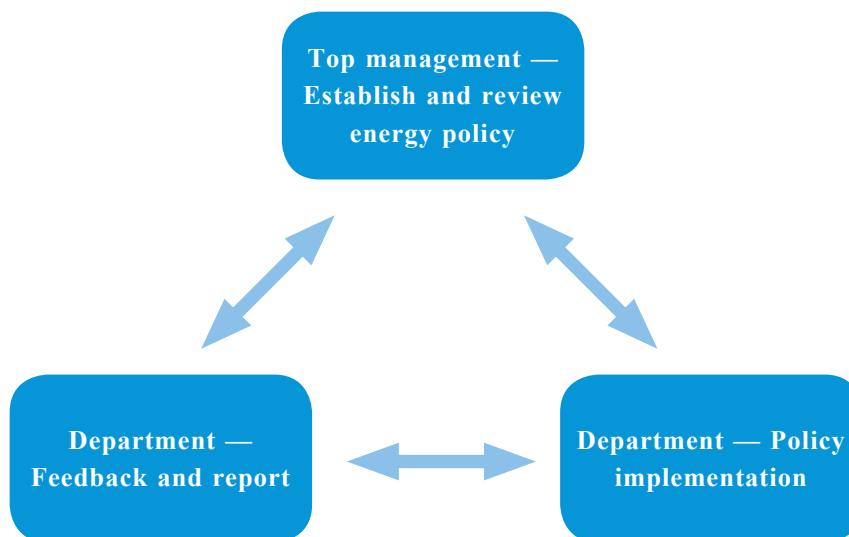 Top management —
Establish and review
energy policy
Department —
Feedback and report
Department — Policy
implementation